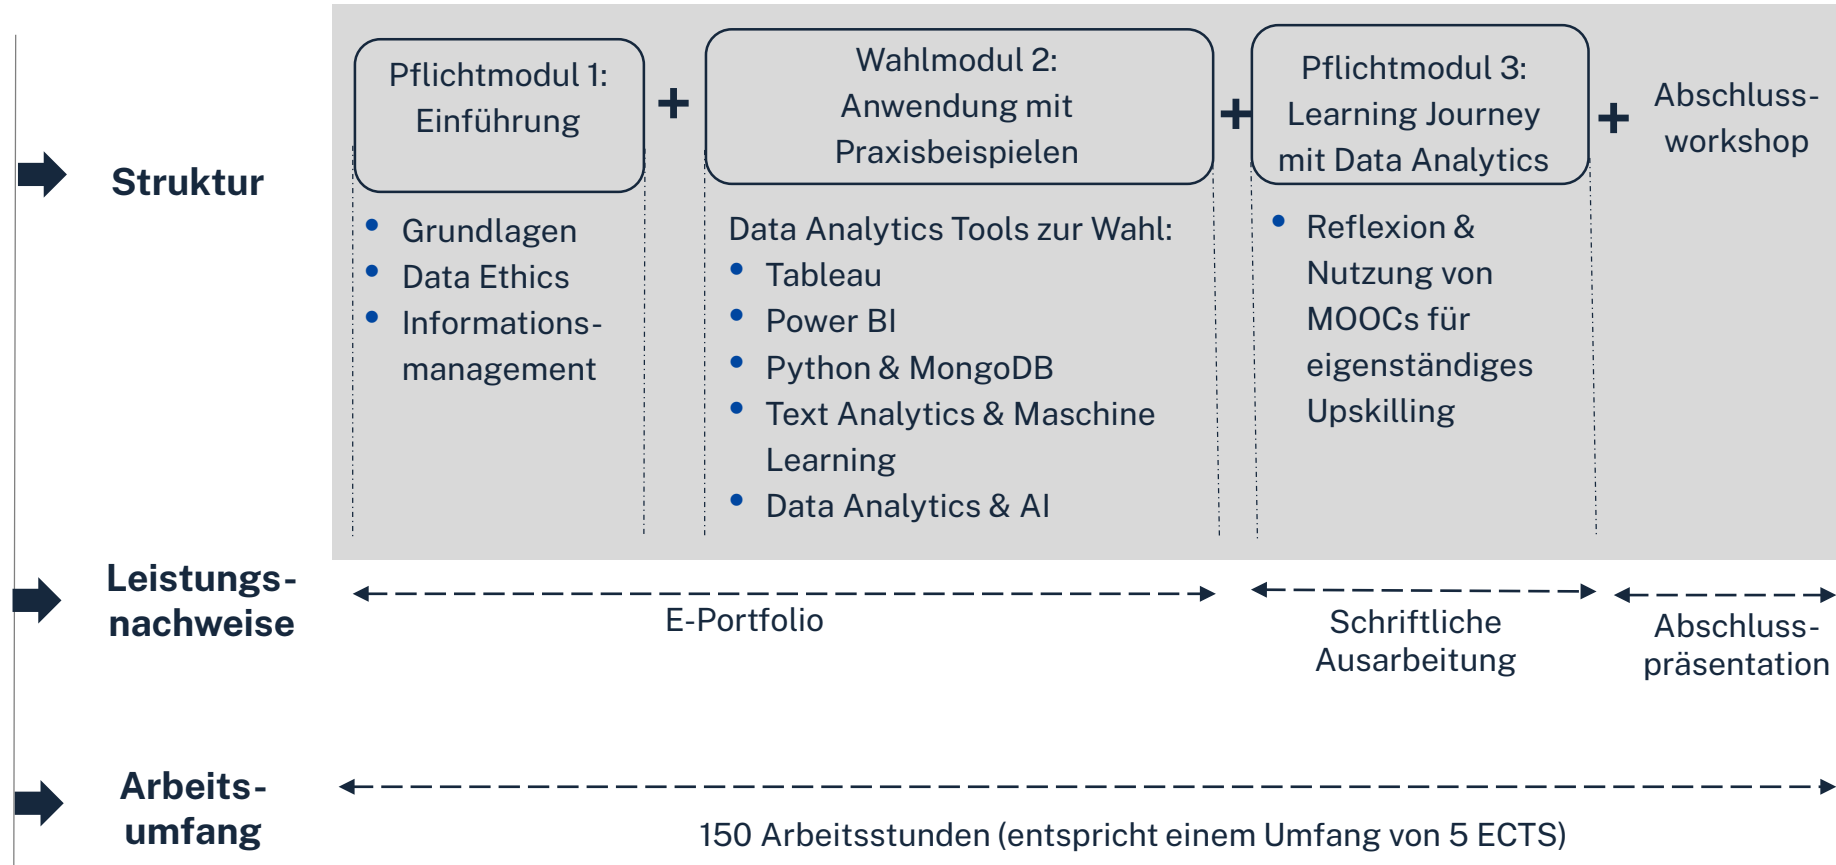 Struktur
Pflichtmodul 1:
Einführung
+
Wahlmodul 2:
Anwendung mit
Praxisbeispielen
+
Pflichtmodul 3:
Learning Journey
mit Data Analytics
+
Abschluss-
workshop
• Grundlagen
• Data Ethics
• Informations-
management
Data Analytics Tools zur Wahl:
• Tableau
• Power BI
• Python & MongoDB
• Text Analytics & Maschine
Learning
• Data Analytics & AI
• Reflexion &
Nutzung von
MOOCs für
eigenständiges
Upskilling
Leistungs-
nachweise
E-Portfolio
Schriftliche
Ausarbeitung
Abschluss-
präsentation
Arbeits-
umfang
150 Arbeitsstunden (entspricht einem Umfang von 5 ECTS)